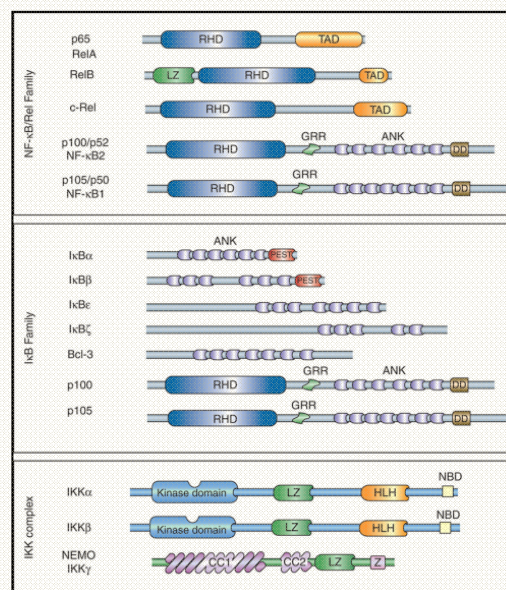 NF-κB/Rel Family
p65
RelA
RHD
TAD
RelB
LZ
RHD
TAD
c-Rel
RHD
TAD
p100/p52
NF-κB2
RHD
GRR
ANK
DD
p105/p50
NF-κB1
RHD
GRR
DD
IκB Family
IκBα
ANK
PEST
IκBβ
PEST
IκBε
IκBζ
Bcl-3
p100
RHD
GRR
ANK
DD
p105
RHD
GRR
DD
IKK complex
IKKα
Kinase domain
LZ
HLH
NBD
IKKβ
Kinase domain
LZ
HLH
NBD
NEMO
IKKγ
CC1
CC2
LZ
Z